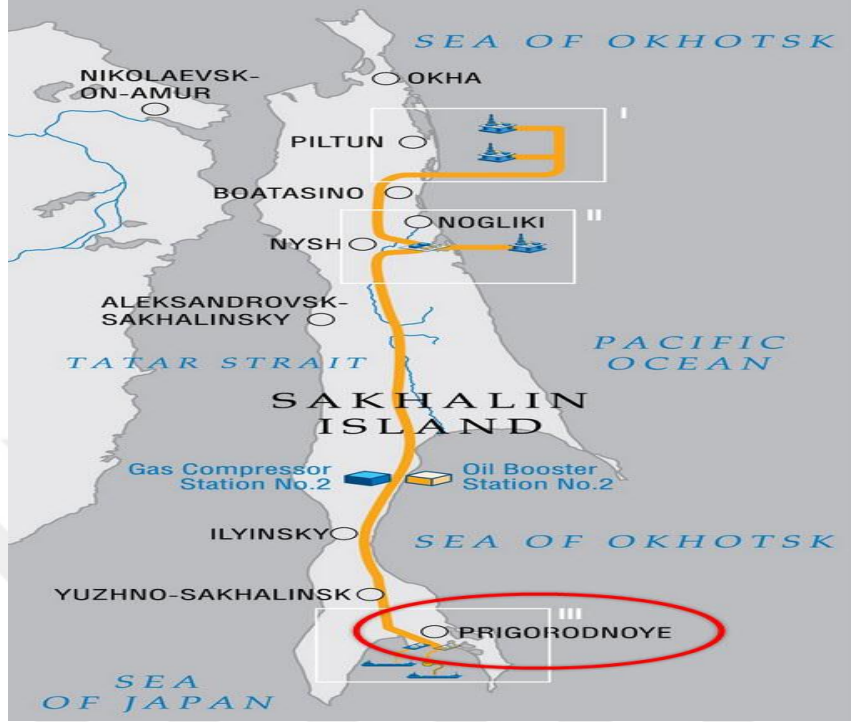 SEA OF OKHOTSK
NIKOLAEVSK-
ON-AMUR
OKHA
I
PILTUN
BOATASINO
NOGLIKI
II
NYSH
ALEKSANDROVSK-
SAKHALINSKY
PACIFIC
OCEAN
TATAR STRAIT
SAKHALIN
ISLAND
Gas Compressor
Station No.2
Oil Booster
Station No.2
ILYINSKY
SEA OF OKHOTSK
YUZHNO-SAKHALINSK
III
PRIGORODNOYE
SEA
OF JAPAN